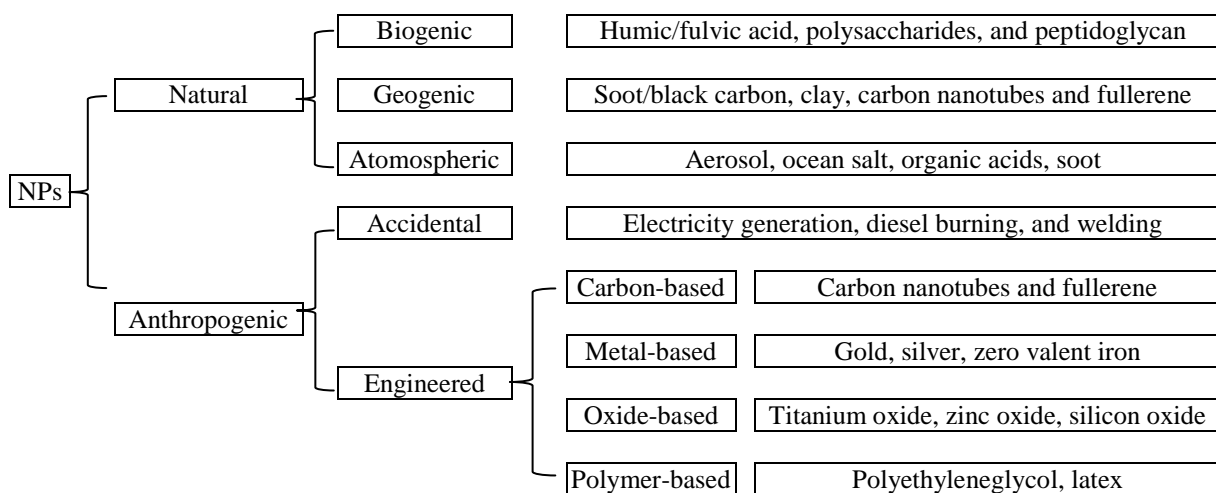 Biogenic
Humic/fulvic acid, polysaccharides, and peptidoglycan
Natural
Geogenic
Soot/black carbon, clay, carbon nanotubes and fullerene
Atomospheric
Aerosol, ocean salt, organic acids, soot
NPs
Accidental
Electricity generation, diesel burning, and welding
Anthropogenic
Carbon-based
Carbon nanotubes and fullerene
Metal-based
Gold, silver, zero valent iron
Engineered
Oxide-based
Titanium oxide, zinc oxide, silicon oxide
Polymer-based
Polyethyleneglycol, latex